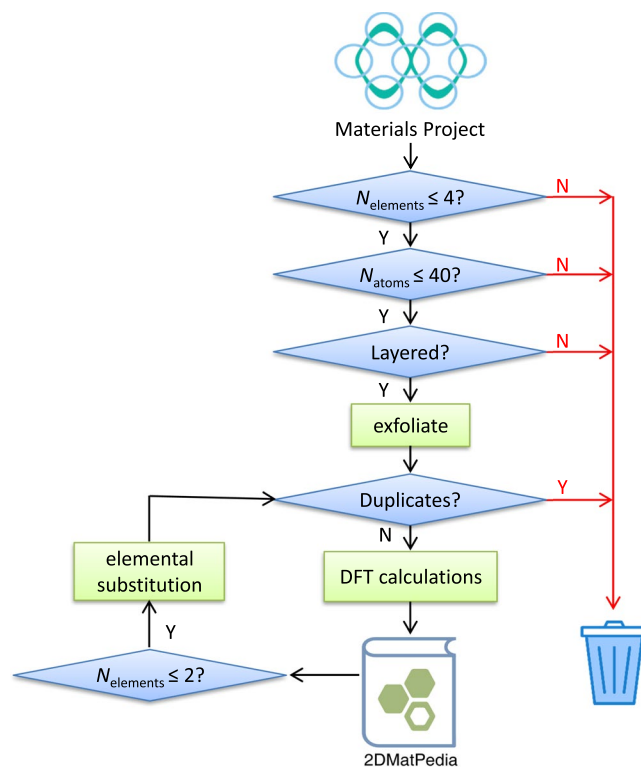 Materials Project
Nelements ≤ 4?
N
Y
Natoms ≤ 40?
N
Y
Layered?
N
Y
exfoliate
Duplicates?
Y
N
elemental
substitution
DFT calculations
Y
Nelements ≤ 2?
2DMatPedia